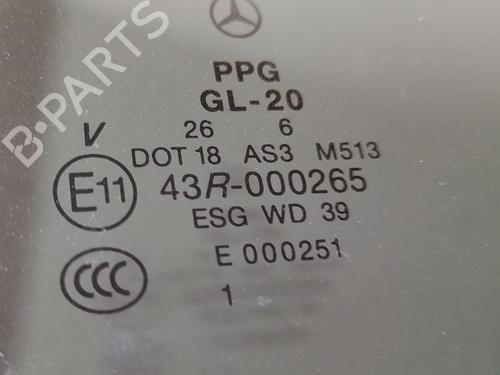 B-PARTS
PPG
GL-20
V 26 6
DOT 18 AS3 M513
E11 43R-000265
ESG WD 39
E 000251
CCC
1